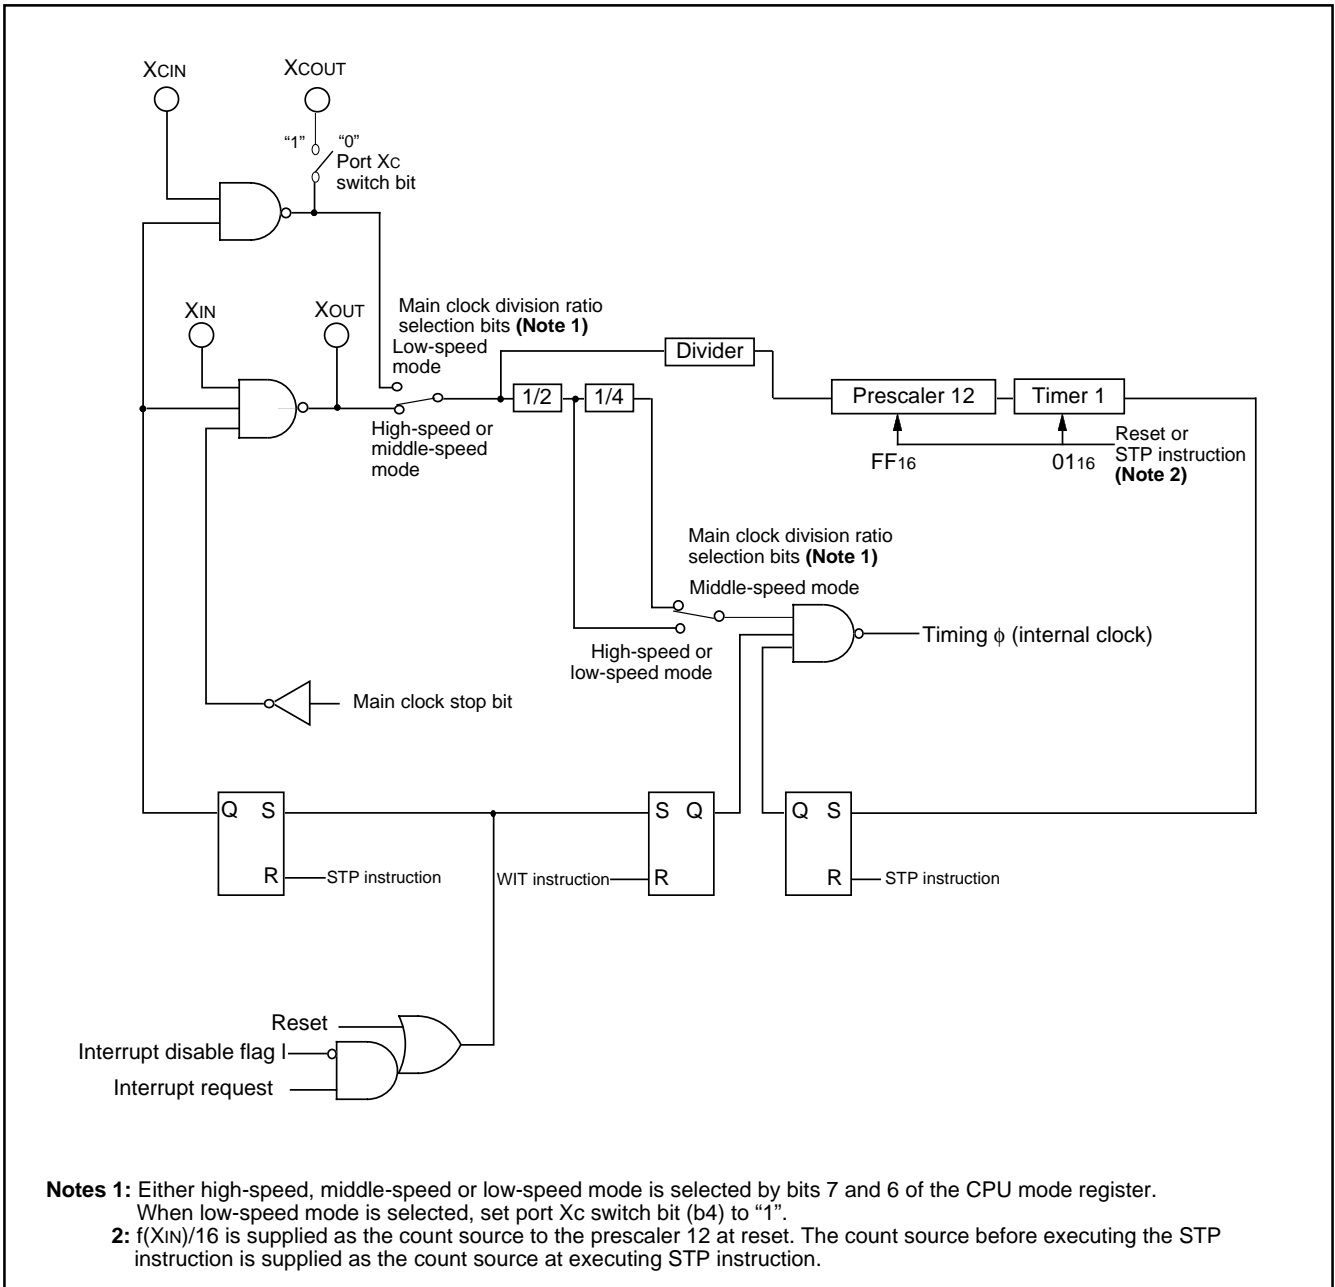 XCIN
XCOUT
“1”
“0”
Port XC
switch bit
XIN
XOUT
Main clock division ratio
selection bits (Note 1)
Low-speed
mode
High-speed or
middle-speed
mode
1/2
1/4
Divider
Prescaler 12
Timer 1
FF16
0116
Reset or
STP instruction
(Note 2)
Main clock division ratio
selection bits (Note 1)
Middle-speed mode
High-speed or
low-speed mode
Timing ϕ (internal clock)
Main clock stop bit
Q S
R
STP instruction
S Q
R
WIT instruction
Q S
R
STP instruction
Reset
Interrupt disable flag I
Interrupt request
Notes 1: Either high-speed, middle-speed or low-speed mode is selected by bits 7 and 6 of the CPU mode register.
When low-speed mode is selected, set port Xc switch bit (b4) to “1”.
2: f(XIN)/16 is supplied as the count source to the prescaler 12 at reset. The count source before executing the STP
instruction is supplied as the count source at executing STP instruction.